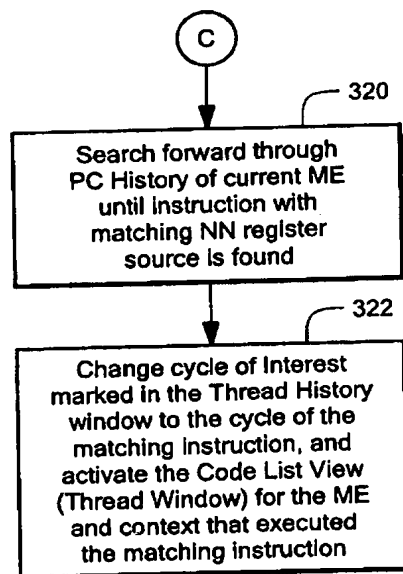 C
320
Search forward through
PC History of current ME
until instruction with
matching NN register
source is found
322
Change cycle of Interest
marked in the Thread History
window to the cycle of the
matching instruction, and
activate the Code List View
(Thread Window) for the ME
and context that executed
the matching instruction